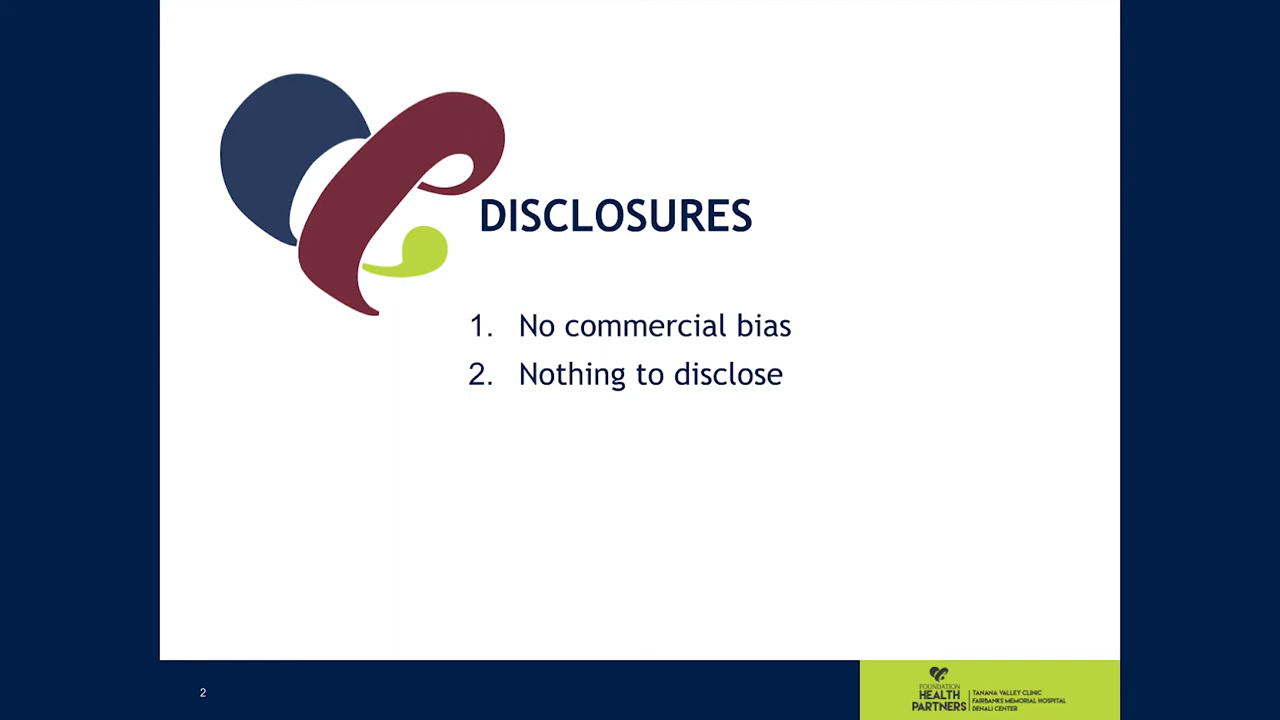 DISCLOSURES
1. No commercial bias
2. Nothing to disclose
2
FOUNDATION
HEALTH
PARTNERS
TANANA VALLEY CLINIC
FAIRBANKS MEMORIAL HOSPITAL
DENALI CENTER